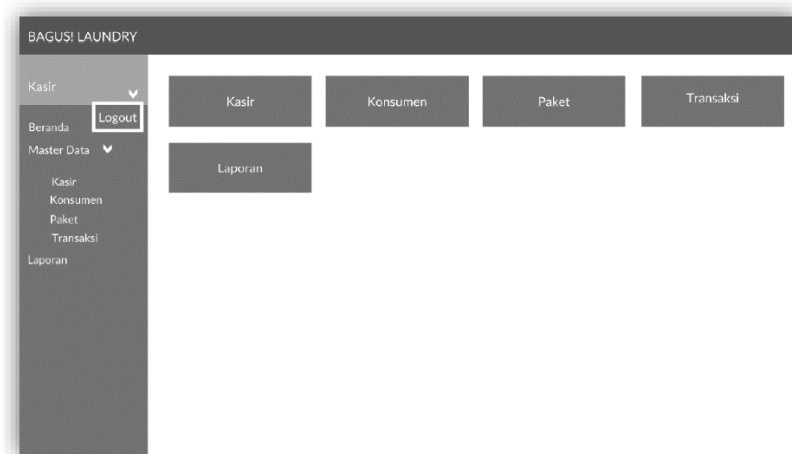 BAGUS! LAUNDRY
Kasir
Logout
Beranda
Master Data
Kasir
Konsumen
Paket
Transaksi
Laporan
Kasir
Konsumen
Paket
Transaksi
Laporan